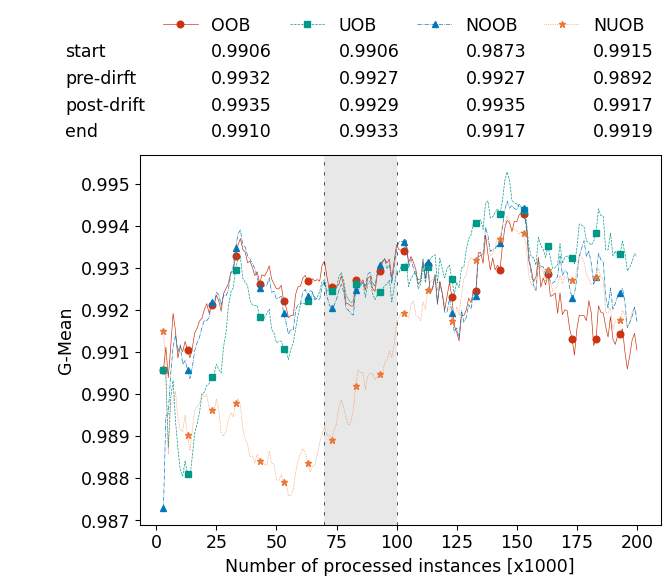 OOB UOB NOOB NUOB
start 0.9906 0.9906 0.9873 0.9915
pre-dirft 0.9932 0.9927 0.9927 0.9892
post-drift 0.9935 0.9929 0.9935 0.9917
end 0.9910 0.9933 0.9917 0.9919
0.995
0.994
0.993
0.992
0.991
0.990
0.989
0.988
0.987
G-Mean
0 25 50 75 100 125 150 175 200
Number of processed instances [x1000]